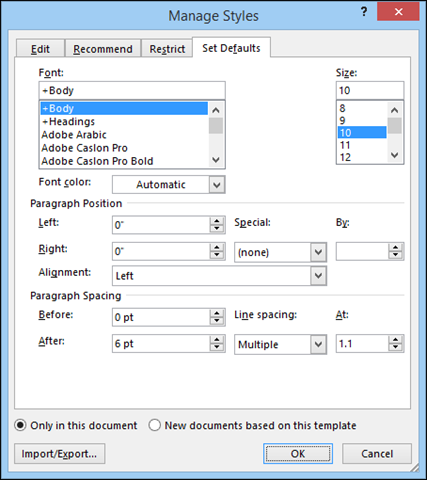 Manage Styles
?
Edit Recommend Restrict Set Defaults
Font: Size:
+Body 10
+Body 8
+Headings 9
Adobe Arabic 10
Adobe Caslon Pro 11
Adobe Caslon Pro Bold 12
Font color: Automatic
Paragraph Position
Left: 0" Special: By:
Right: 0" (none)
Alignment: Left
Paragraph Spacing
Before: 0 pt Line spacing: At:
After: 6 pt Multiple 1.1
Only in this document New documents based on this template
Import/Export... OK Cancel